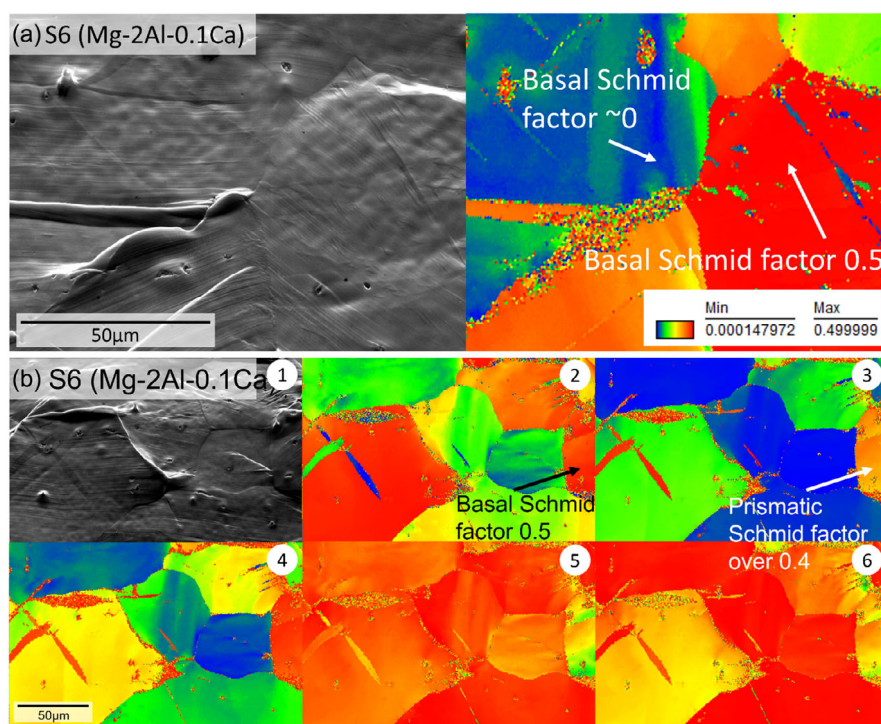 (a) S6 (Mg-2Al-0.1Ca)
50µm
Basal Schmid
factor ~0
Basal Schmid factor 0.5
Min Max
0.000147972 0.499999
(b) S6 (Mg-2Al-0.1Ca
1
2
Basal Schmid
factor 0.5
3
Prismatic
Schmid factor
over 0.4
4
50µm
5
6